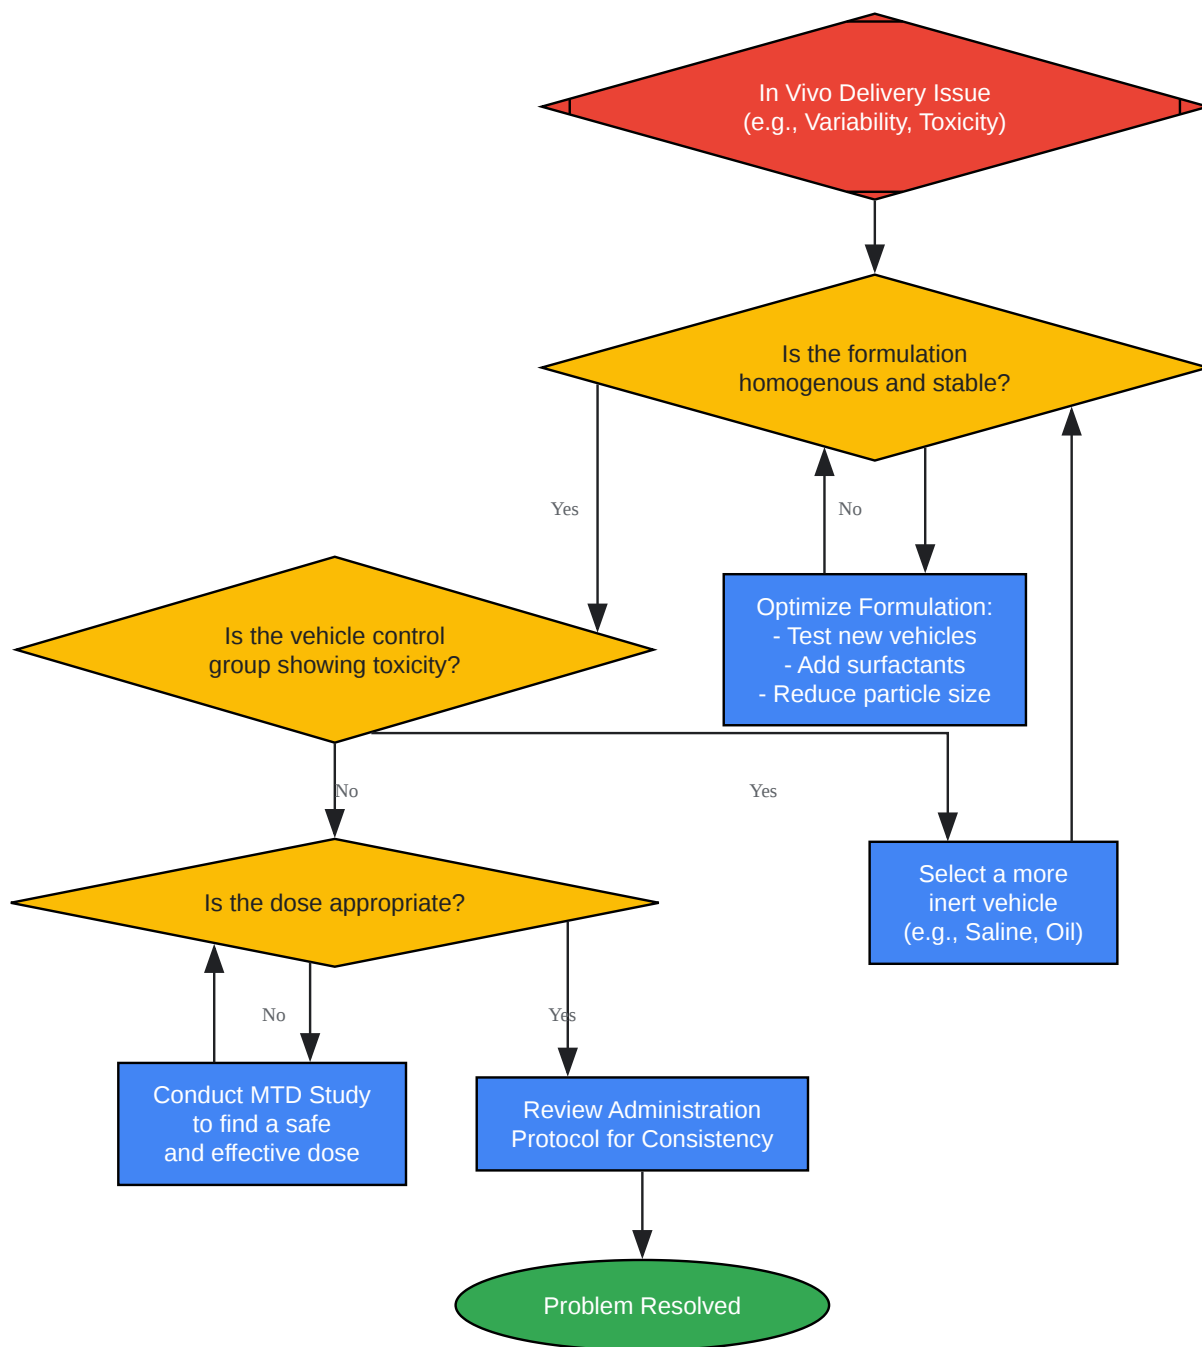 In Vivo Delivery Issue
(e.g., Variability, Toxicity)
Is the formulation
homogenous and stable?
Yes
No
Optimize Formulation:
- Test new vehicles
- Add surfactants
- Reduce particle size
Is the vehicle control
group showing toxicity?
No
Yes
Select a more
inert vehicle
(e.g., Saline, Oil)
Is the dose appropriate?
No
Yes
Conduct MTD Study
to find a safe
and effective dose
Review Administration
Protocol for Consistency
Problem Resolved